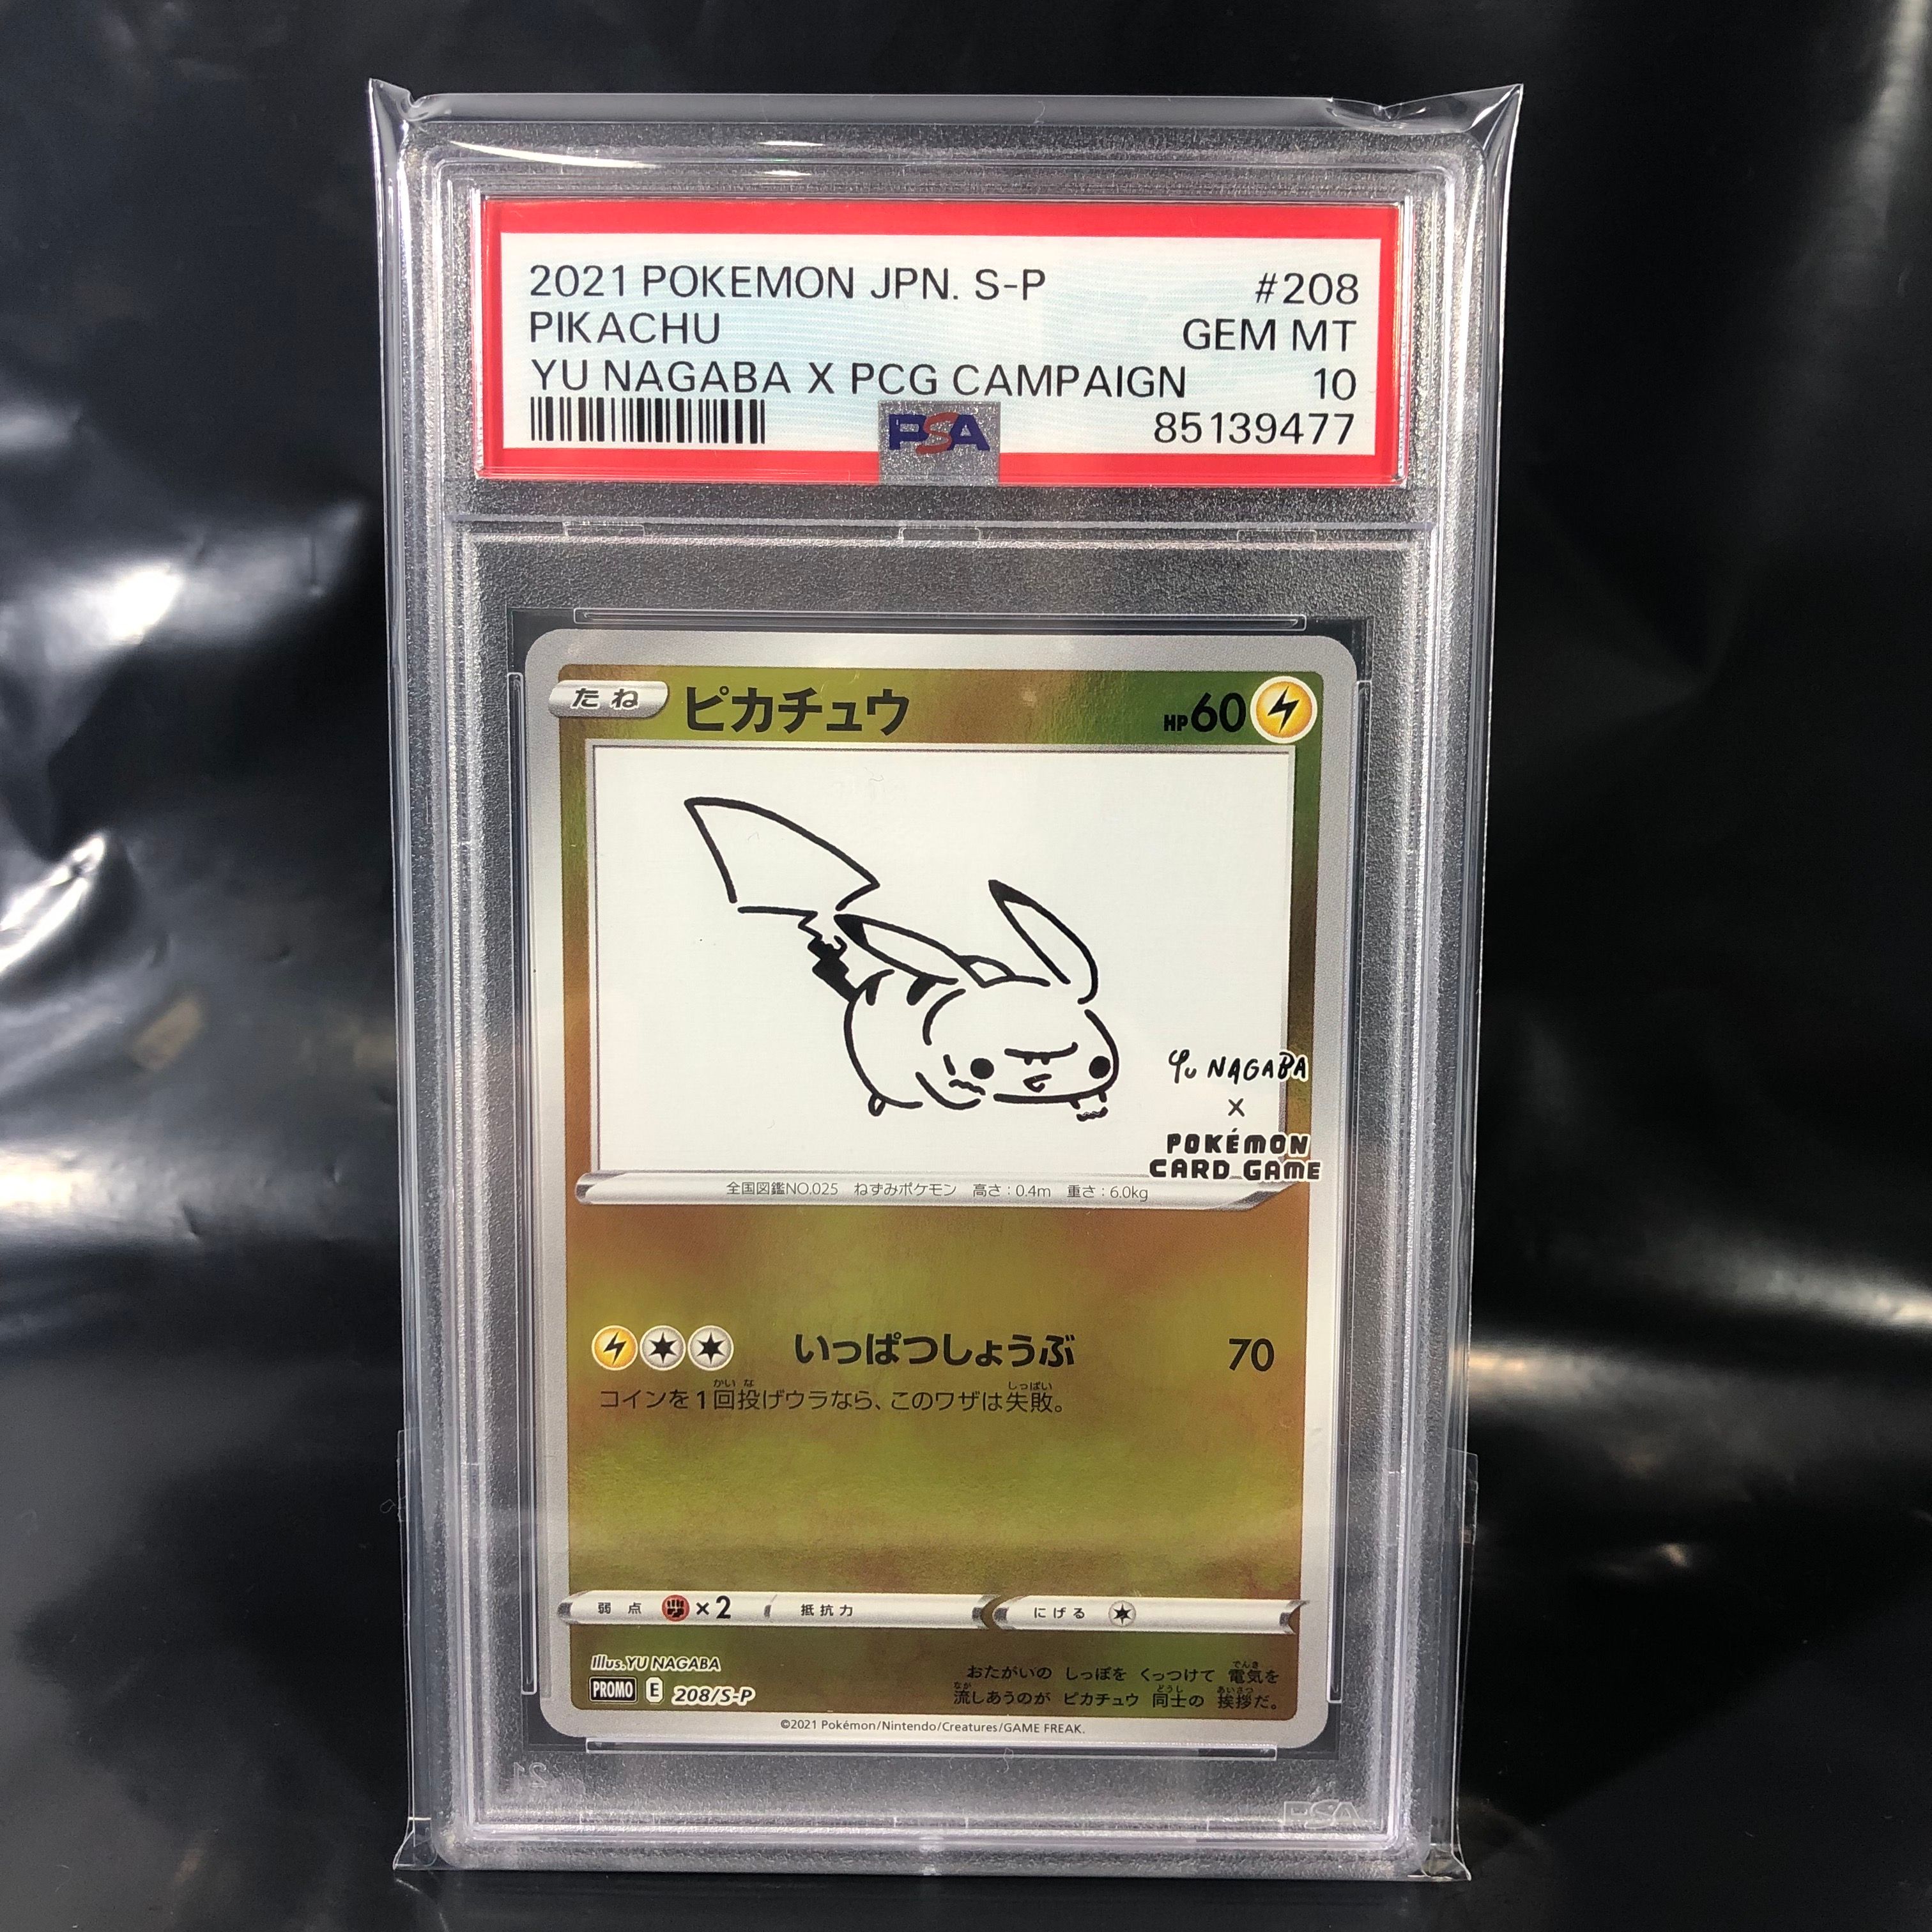 2021 POKEMON JPN. S-P #208
PIKACHU GEM MT
YU NAGABA X PCG CAMPAIGN 10
PSA 85139477
たね ピカチュウ HP60
YU NAGABA
X
POKÉMON
CARD GAME
全国図鑑NO.025 ねずみポケモン 高さ:0.4m 重さ:6.0kg
いっぱつしょうぶ 70
コインを1回投げウラなら、このワザは失敗。
弱点 ×2 抵抗力 にげる
Illus.YU NAGABA
PROMO E 208/S-P
おたがいの しっぽを くっつけて 電気を
流しあうのが ピカチュウ 同士の 挨拶だ。
©2021 Pokémon/Nintendo/Creatures/GAME FREAK.
PSA